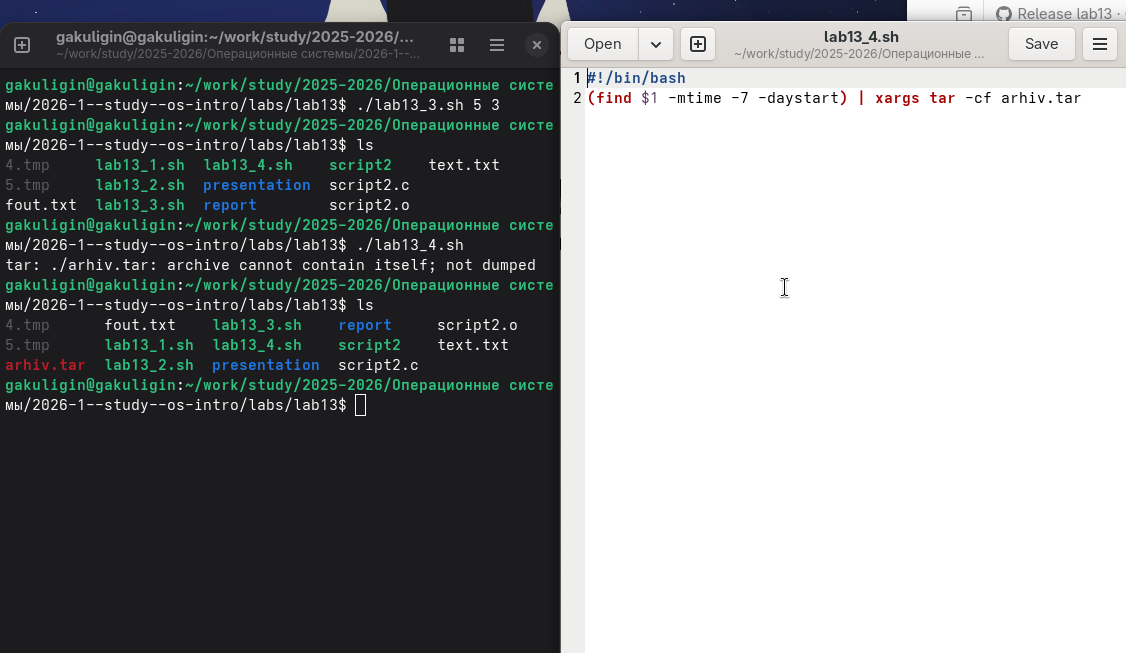 gakuligin@gakuligin:~/work/study/2025-2026/...
~/work/study/2025-2026/Операционные системы/2026-1--...
gakuligin@gakuligin:~/work/study/2025-2026/Операционные систе
мы/2026-1--study--os-intro/labs/lab13$ ./lab13_3.sh 5 3
gakuligin@gakuligin:~/work/study/2025-2026/Операционные систе
мы/2026-1--study--os-intro/labs/lab13$ ls
4.tmp lab13_1.sh lab13_4.sh script2 text.txt
5.tmp lab13_2.sh presentation script2.c
fout.txt lab13_3.sh report script2.o
gakuligin@gakuligin:~/work/study/2025-2026/Операционные систе
мы/2026-1--study--os-intro/labs/lab13$ ./lab13_4.sh
tar: ./arhiv.tar: archive cannot contain itself; not dumped
gakuligin@gakuligin:~/work/study/2025-2026/Операционные систе
мы/2026-1--study--os-intro/labs/lab13$ ls
4.tmp fout.txt lab13_3.sh report script2.o
5.tmp lab13_1.sh lab13_4.sh script2 text.txt
arhiv.tar lab13_2.sh presentation script2.c
gakuligin@gakuligin:~/work/study/2025-2026/Операционные систе
мы/2026-1--study--os-intro/labs/lab13$
Release lab13 ·
Open
lab13_4.sh
~/work/study/2025-2026/Операционные ...
Save
1 #!/bin/bash
2 (find $1 -mtime -7 -daystart) | xargs tar -cf arhiv.tar